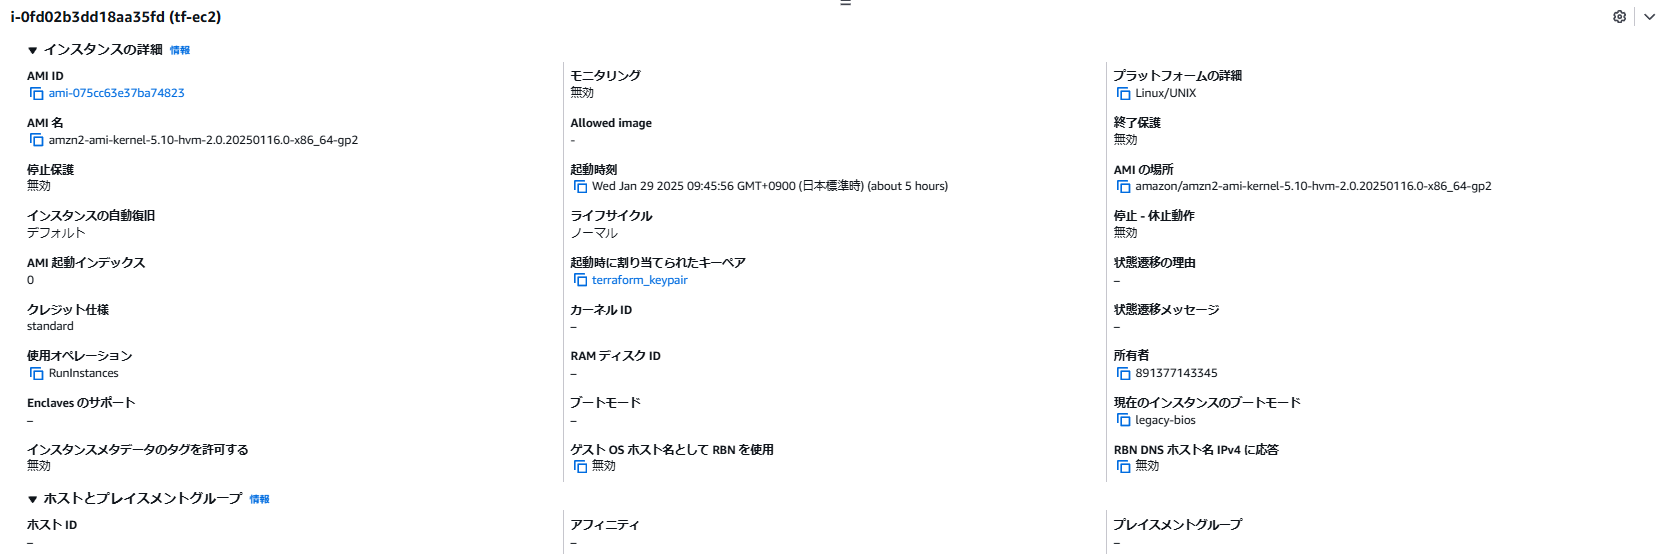 i-0fd02b3dd18aa35fd (tf-ec2)
インスタンスの詳細 情報
AMI ID
ami-075cc63e37ba74823
モニタリング
無効
プラットフォームの詳細
Linux/UNIX
AMI 名
amzn2-ami-kernel-5.10-hvm-2.0.20250116.0-x86_64-gp2
Allowed image
-
終了保護
無効
停止保護
無効
起動時刻
Wed Jan 29 2025 09:45:56 GMT+0900 (日本標準時) (about 5 hours)
AMI の場所
amazon/amzn2-ami-kernel-5.10-hvm-2.0.20250116.0-x86_64-gp2
インスタンスの自動復旧
デフォルト
ライフサイクル
ノーマル
停止 - 休止動作
無効
AMI 起動インデックス
0
起動時に割り当てられたキーペア
terraform_keypair
状態遷移の理由
–
クレジット仕様
standard
カーネル ID
–
状態遷移メッセージ
–
使用オペレーション
RunInstances
RAM ディスク ID
–
所有者
891377143345
Enclaves のサポート
–
ブートモード
–
現在のインスタンスのブートモード
legacy-bios
インスタンスメタデータのタグを許可する
無効
ゲスト OS ホスト名として RBN を使用
無効
RBN DNS ホスト名 IPv4 に応答
無効
ホストとプレイスメントグループ 情報
ホスト ID
–
アフィニティ
–
プレイスメントグループ
–